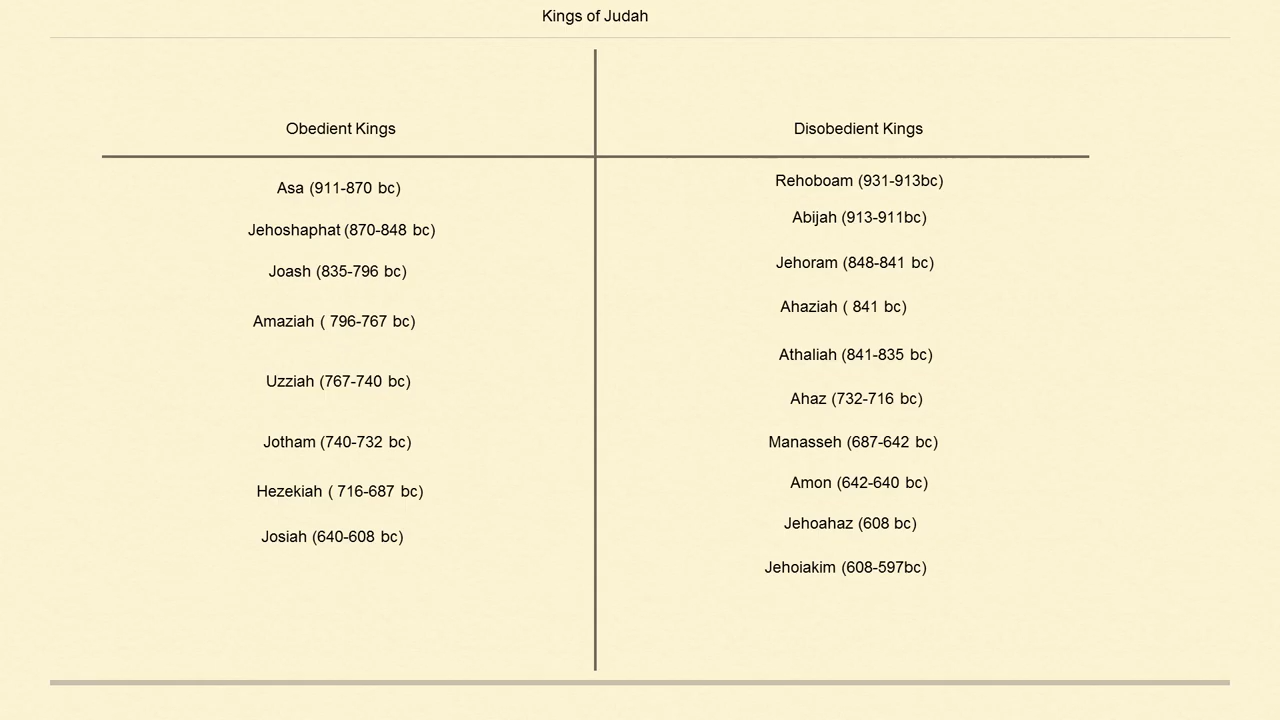 Kings of Judah
Obedient Kings
Asa (911-870 bc)
Jehoshaphat (870-848 bc)
Joash (835-796 bc)
Amaziah ( 796-767 bc)
Uzziah (767-740 bc)
Jotham (740-732 bc)
Hezekiah ( 716-687 bc)
Josiah (640-608 bc)
Disobedient Kings
Rehoboam (931-913bc)
Abijah (913-911bc)
Jehoram (848-841 bc)
Ahaziah ( 841 bc)
Athaliah (841-835 bc)
Ahaz (732-716 bc)
Manasseh (687-642 bc)
Amon (642-640 bc)
Jehoahaz (608 bc)
Jehoiakim (608-597bc)